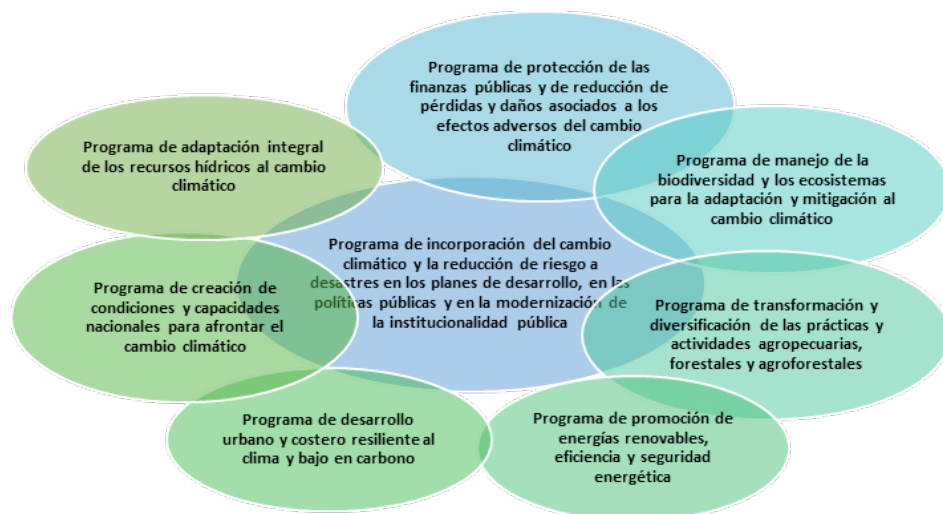 Programa de protección de las
finanzas públicas y de reducción de
pérdidas y daños asociados a los
efectos adversos del cambio
climático
Programa de adaptación integral
de los recursos hídricos al cambio
climático
Programa de manejo de la
biodiversidad y los ecosistemas
para la adaptación y mitigación al
cambio climático
Programa de incorporación del cambio
climático y la reducción de riesgo a
desastres en los planes de desarrollo, en las
políticas públicas y en la modernización de
la institucionalidad pública
Programa de creación de
condiciones y capacidades
nacionales para afrontar el
cambio climático
Programa de transformación y
diversificación de las prácticas y
actividades agropecuarias,
forestales y agroforestales
Programa de desarrollo
urbano y costero resiliente al
clima y bajo en carbono
Programa de promoción de
energías renovables,
eficiencia y seguridad
energética